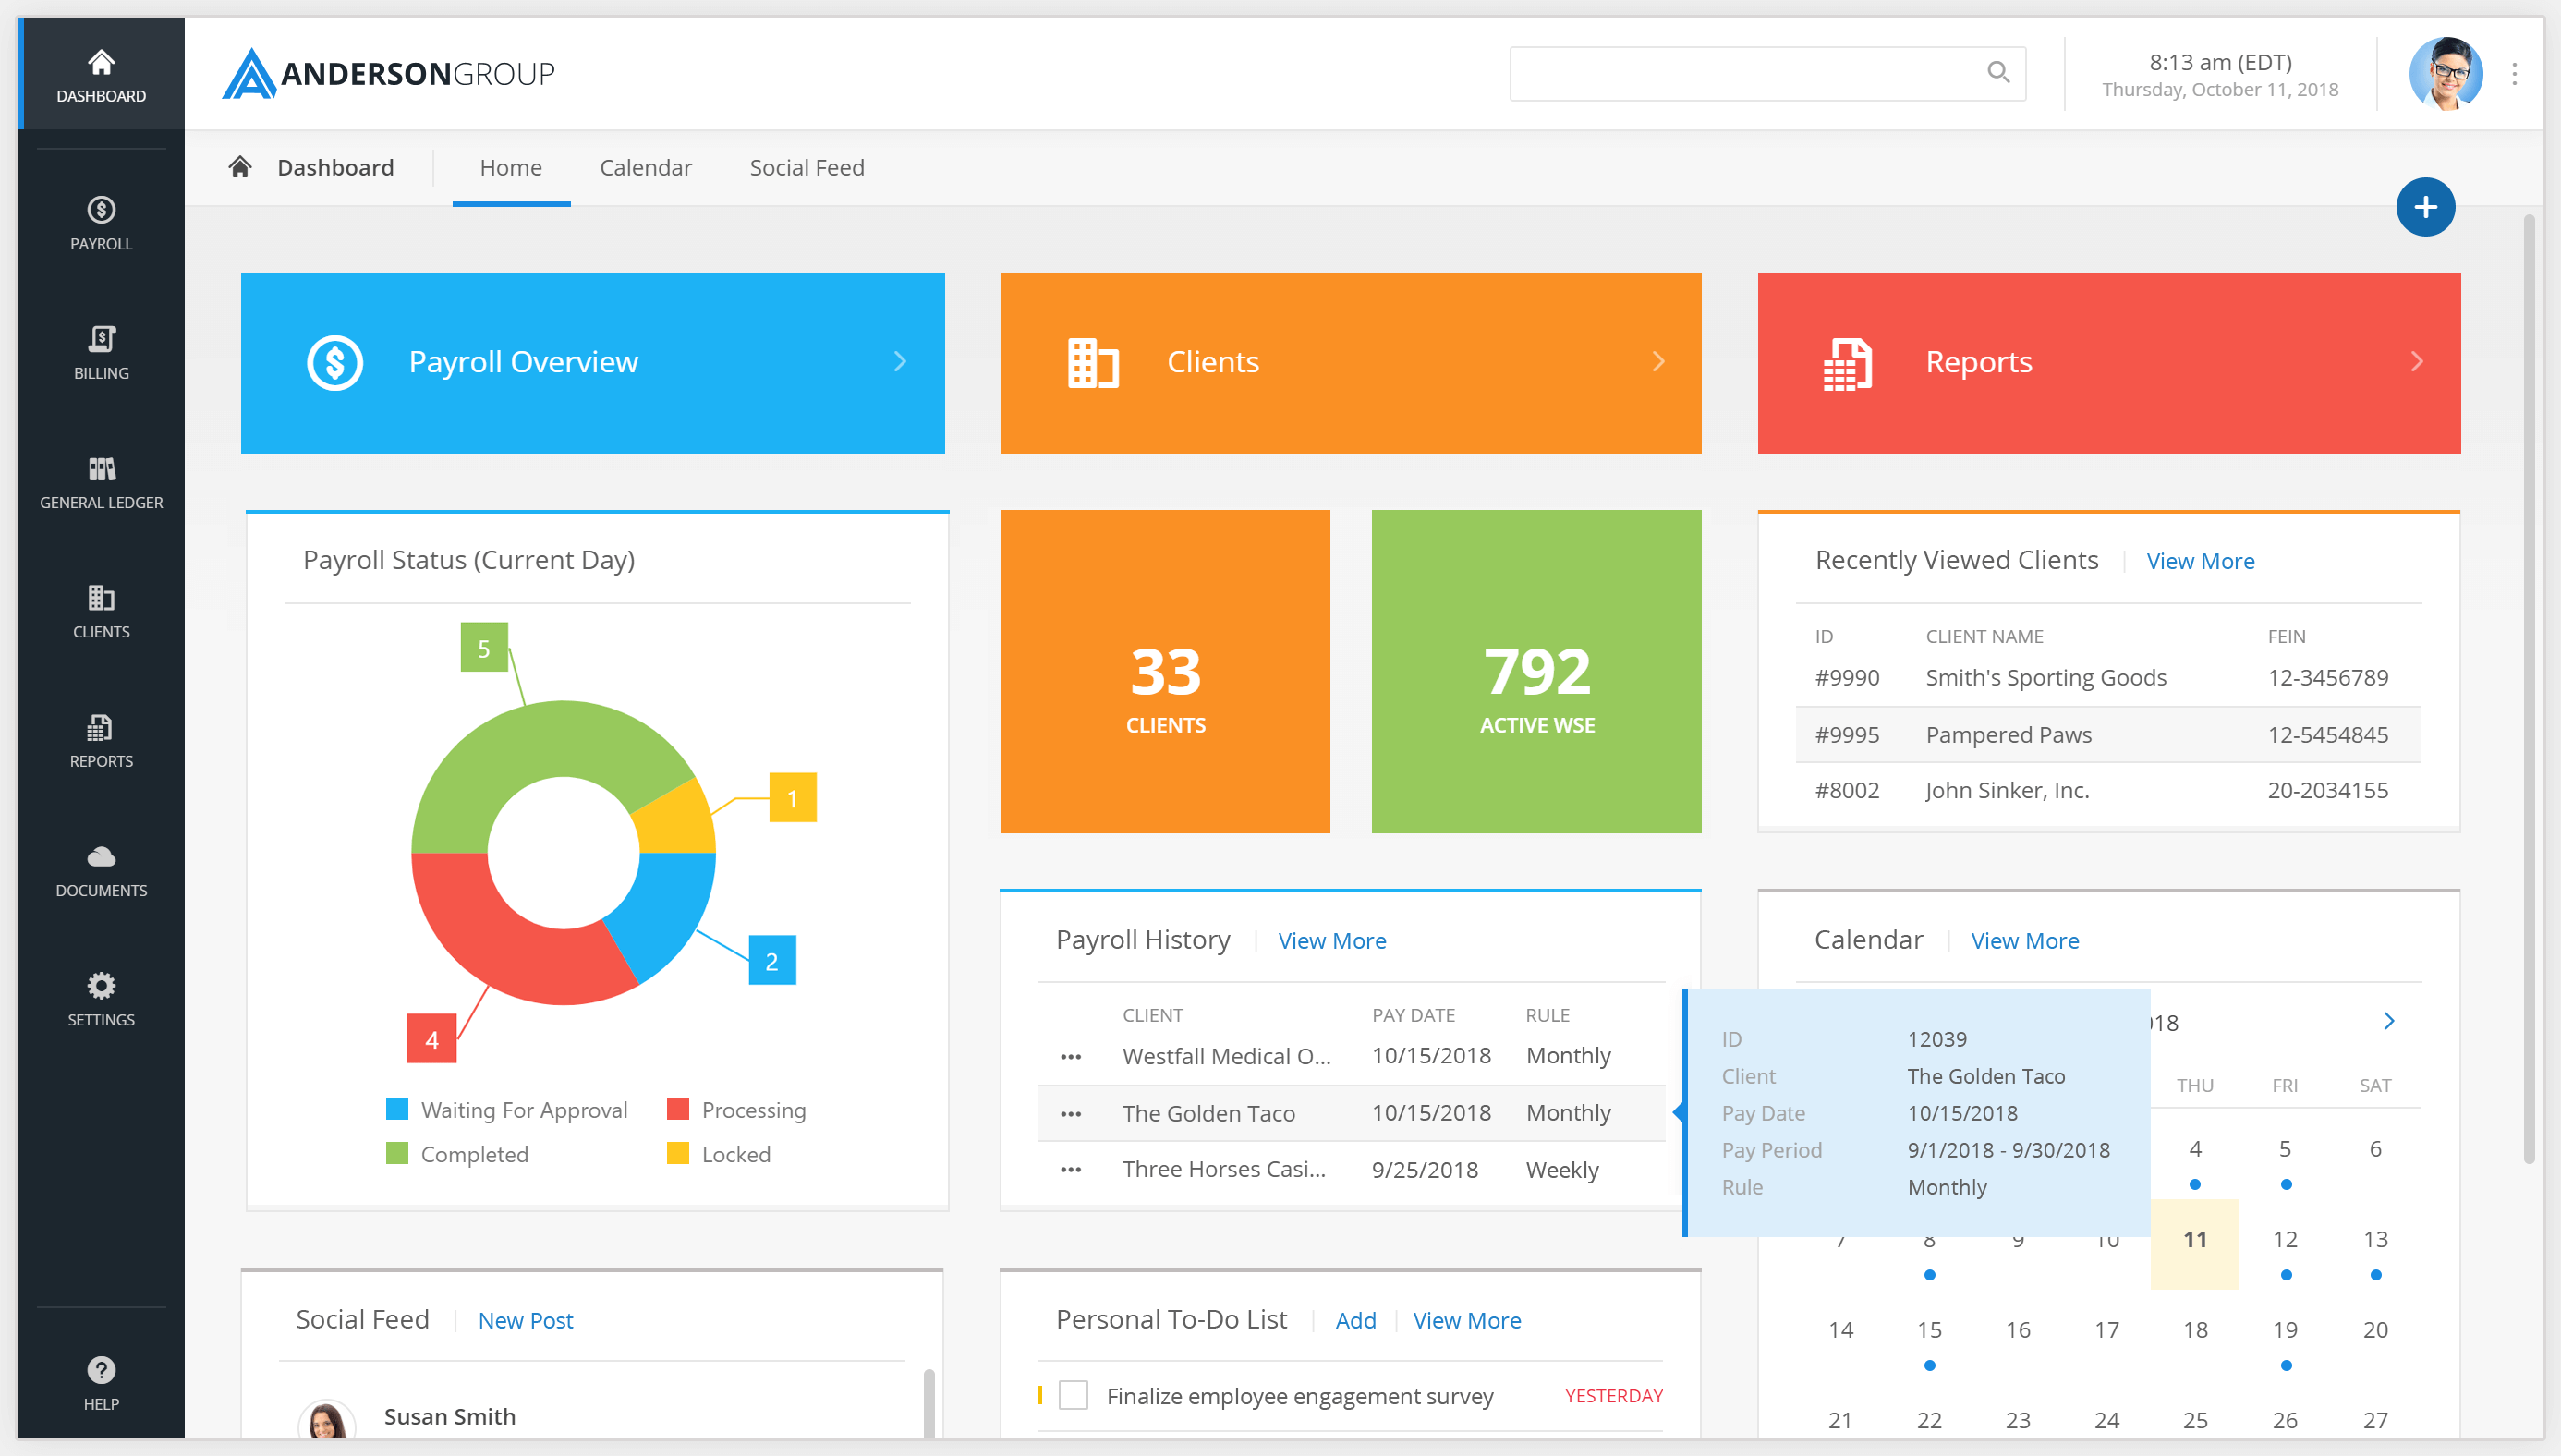 DASHBOARD
PAYROLL
BILLING
GENERAL LEDGER
CLIENTS
REPORTS
DOCUMENTS
SETTINGS
HELP
ANDERSONGROUP
8:13 am (EDT)
Thursday, October 11, 2018
Dashboard
Home Calendar Social Feed
Payroll Overview
Clients
Reports
Payroll Status (Current Day)
5
1
2
4
Waiting For Approval Processing
Completed Locked
33
CLIENTS
792
ACTIVE WSE
Recently Viewed Clients View More
ID CLIENT NAME FEIN
#9990 Smith's Sporting Goods 12-3456789
#9995 Pampered Paws 12-5454845
#8002 John Sinker, Inc. 20-2034155
Payroll History View More
CLIENT PAY DATE RULE
Westfall Medical O... 10/15/2018 Monthly
The Golden Taco 10/15/2018 Monthly
Three Horses Casi... 9/25/2018 Weekly
ID 12039
Client The Golden Taco
Pay Date 10/15/2018
Pay Period 9/1/2018 - 9/30/2018
Rule Monthly
Calendar View More
18
THU FRI SAT
4 5 6
7 8 9 10 11 12 13
14 15 16 17 18 19 20
21 22 23 24 25 26 27
Social Feed New Post
Susan Smith
Personal To-Do List Add View More
Finalize employee engagement survey YESTERDAY